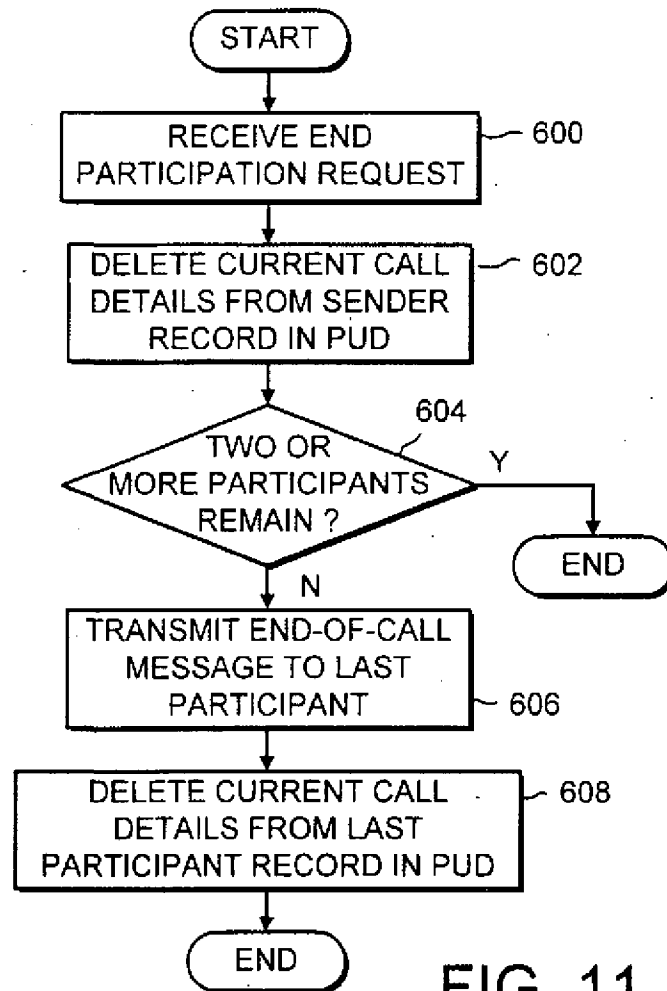 START
RECEIVE END
PARTICIPATION REQUEST
600
DELETE CURRENT CALL
DETAILS FROM SENDER
RECORD IN PUD
602
TWO OR
MORE PARTICIPANTS
REMAIN ?
604
Y
END
N
TRANSMIT END-OF-CALL
MESSAGE TO LAST
PARTICIPANT
606
DELETE CURRENT CALL
DETAILS FROM LAST
PARTICIPANT RECORD IN PUD
608
END
FIG. 11